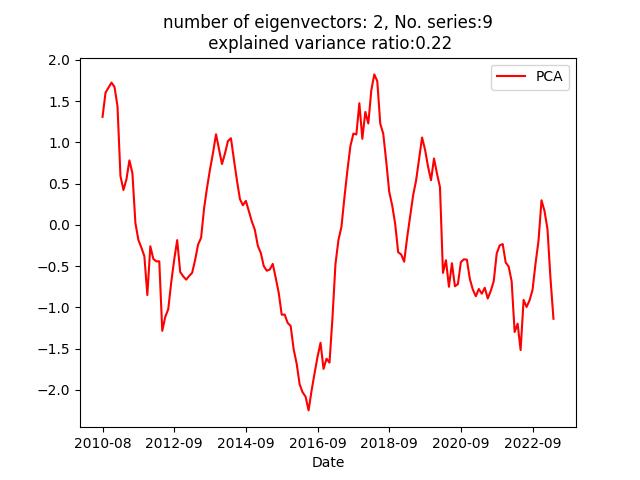 number of eigenvectors: 2, No. series:9
explained variance ratio:0.22
PCA
2.0
1.5
1.0
0.5
0.0
−0.5
−1.0
−1.5
−2.0
2010-08 2012-09 2014-09 2016-09 2018-09 2020-09 2022-09
Date